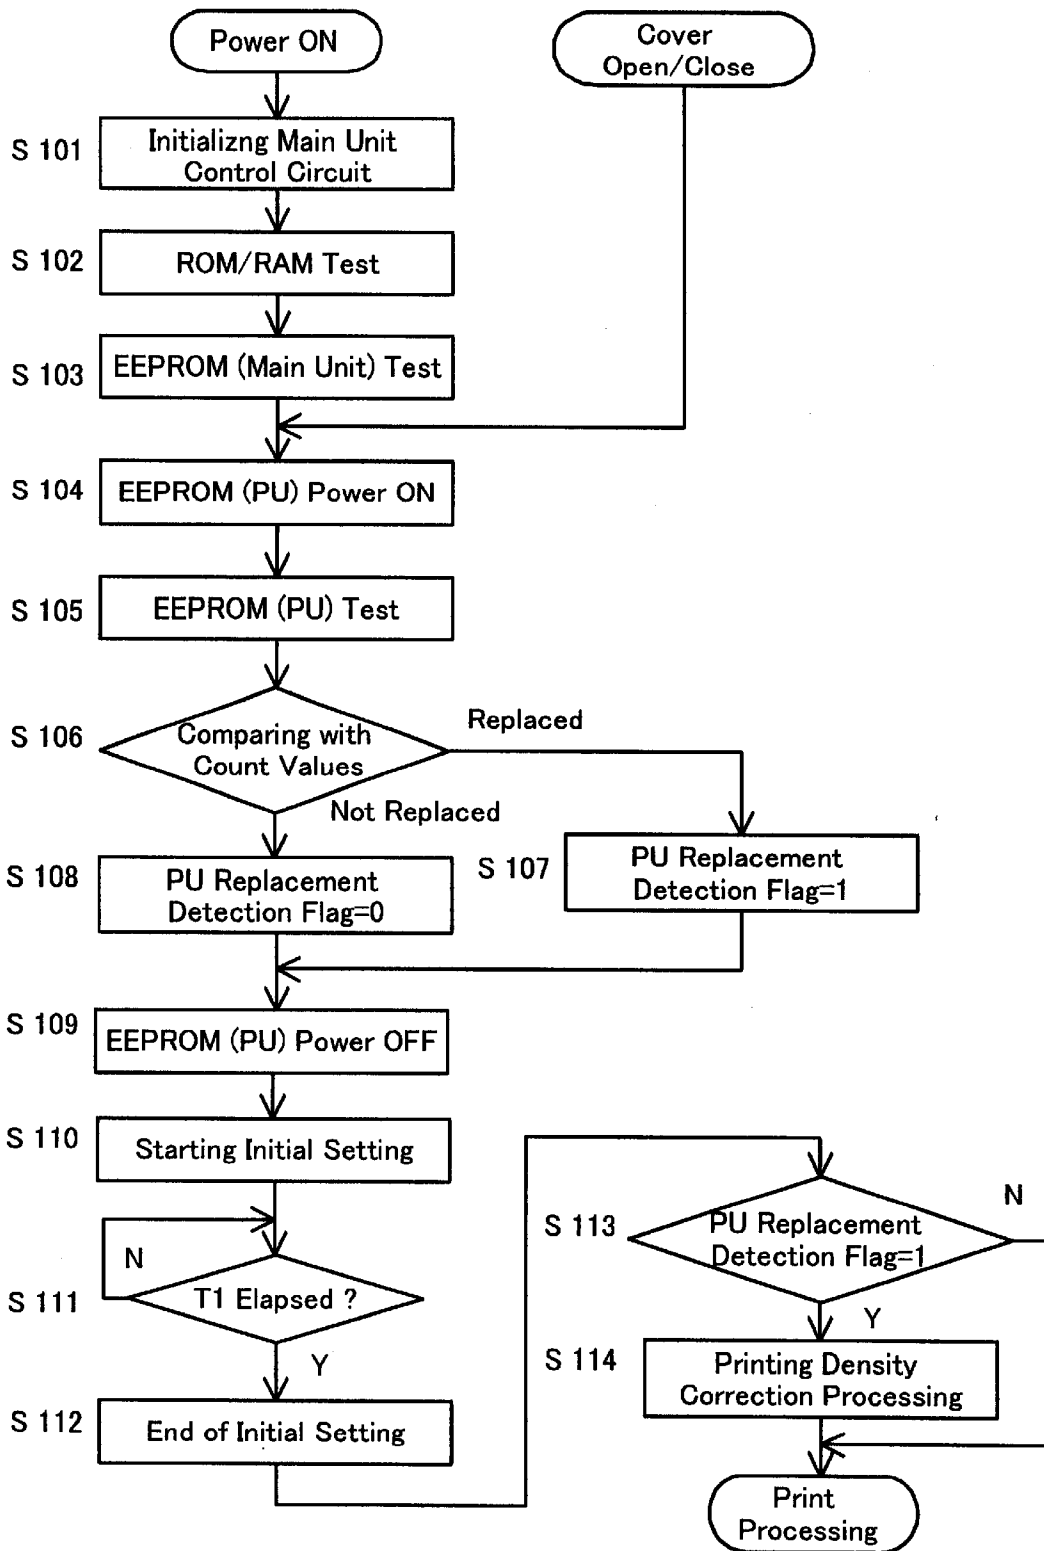 Power ON
Cover
Open/Close
S 101
Initializng Main Unit
Control Circuit
S 102
ROM/RAM Test
S 103
EEPROM (Main Unit) Test
S 104
EEPROM (PU) Power ON
S 105
EEPROM (PU) Test
S 106
Comparing with
Count Values
Replaced
Not Replaced
S 108
PU Replacement
Detection Flag=0
S 107
PU Replacement
Detection Flag=1
S 109
EEPROM (PU) Power OFF
S 110
Starting Initial Setting
N
S 111
T1 Elapsed ?
Y
S 112
End of Initial Setting
S 113
PU Replacement
Detection Flag=1
N
Y
S 114
Printing Density
Correction Processing
Print
Processing